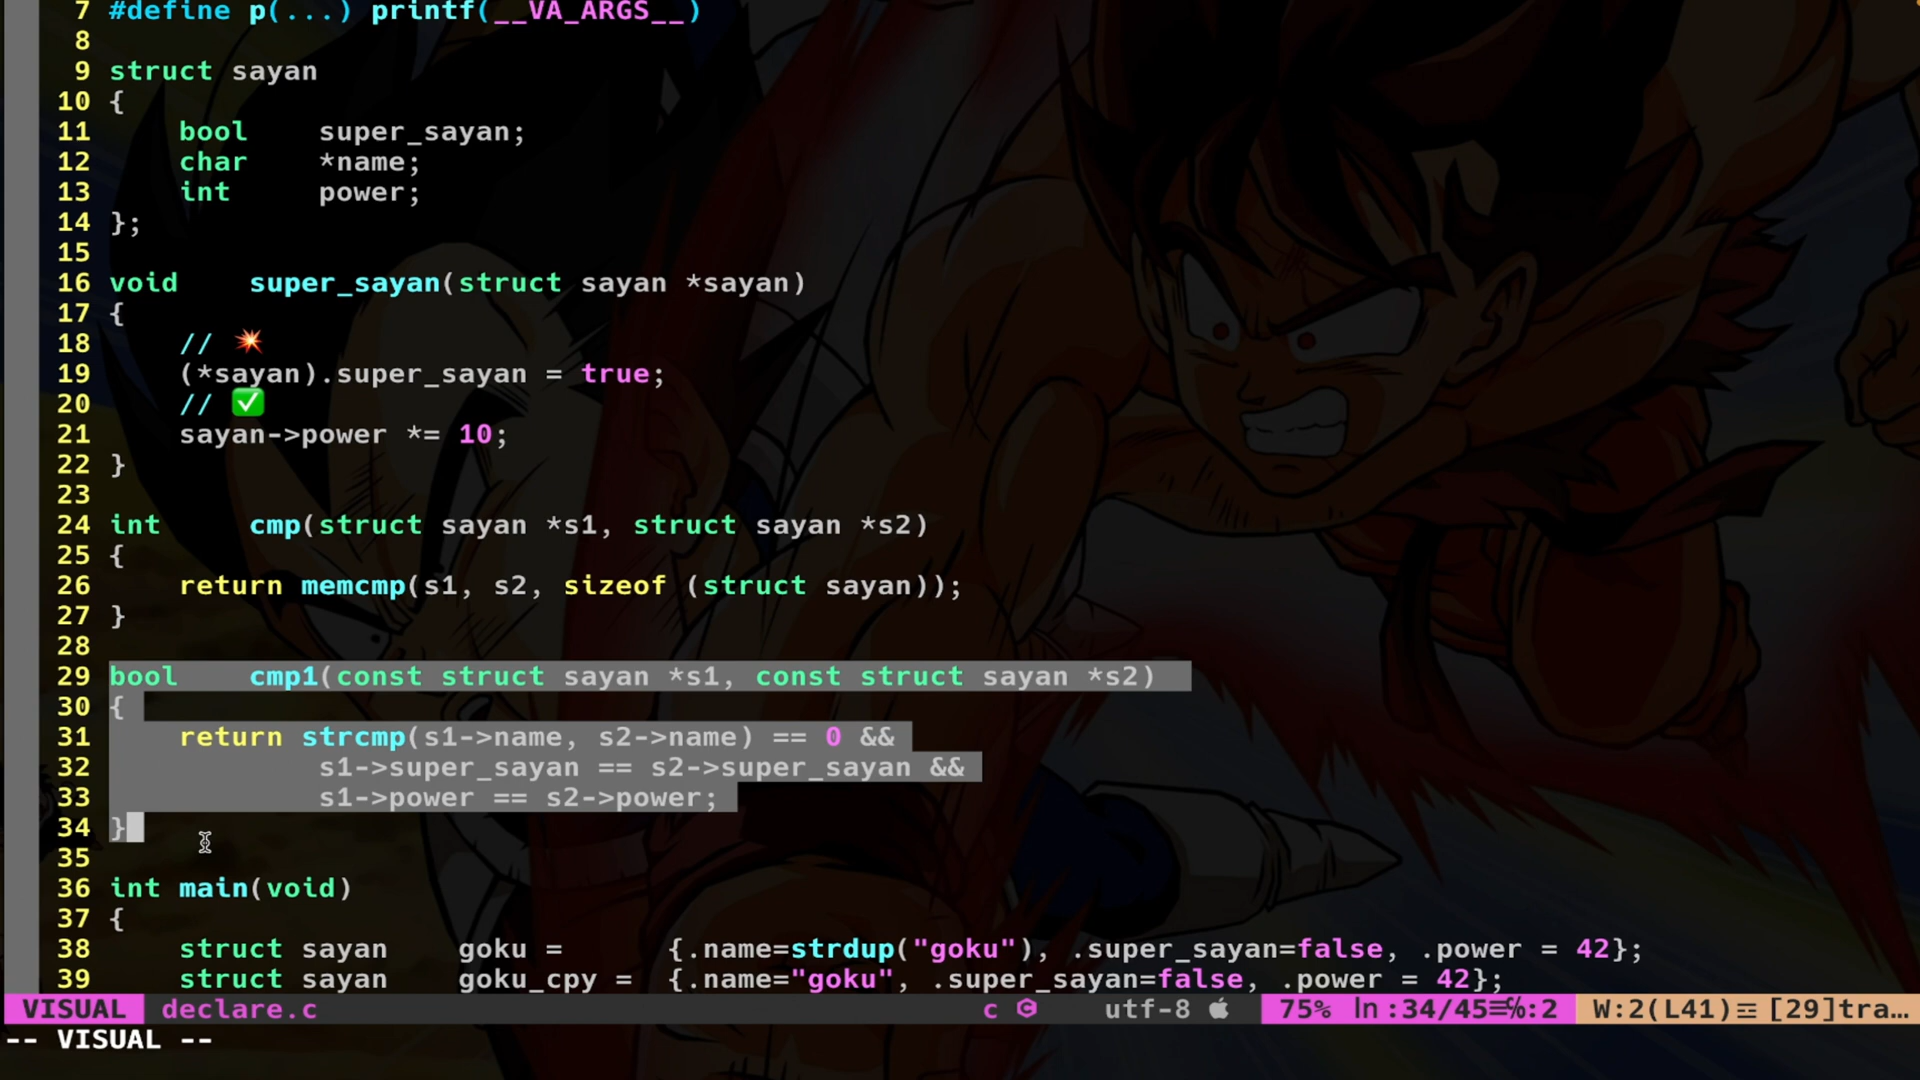 7 #define p(...) printf(__VA_ARGS__)
8
9 struct sayan
10 {
11     bool    super_sayan;
12     char    *name;
13     int     power;
14 };
15
16 void    super_sayan(struct sayan *sayan)
17 {
18     // 💥
19     (*sayan).super_sayan = true;
20     // ✅
21     sayan->power *= 10;
22 }
23
24 int     cmp(struct sayan *s1, struct sayan *s2)
25 {
26     return memcmp(s1, s2, sizeof (struct sayan));
27 }
28
29 bool    cmp1(const struct sayan *s1, const struct sayan *s2)
30 {
31     return strcmp(s1->name, s2->name) == 0 &&
32             s1->super_sayan == s2->super_sayan &&
33             s1->power == s2->power;
34 }
35
36 int main(void)
37 {
38     struct sayan    goku =      {.name=strdup("goku"), .super_sayan=false, .power = 42};
39     struct sayan    goku_cpy =  {.name="goku", .super_sayan=false, .power = 42};
VISUAL declare.c c utf-8 75% ln :34/45☰℅:2 W:2(L41)☰ [29]tra…
-- VISUAL --